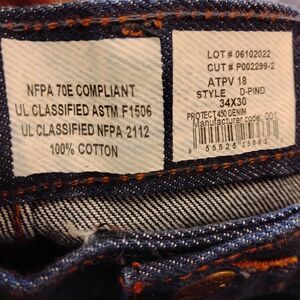 NFPA 70E COMPLIANT
UL CLASSIFIED ASTM F1506
UL CLASSIFIED NFPA 2112
100% COTTON
LOT # 06102022
CUT # P002299-2
ATPV 18
STYLE D-PIND
34X30
PROTECT450 DENIM
Manufacturer code: 001